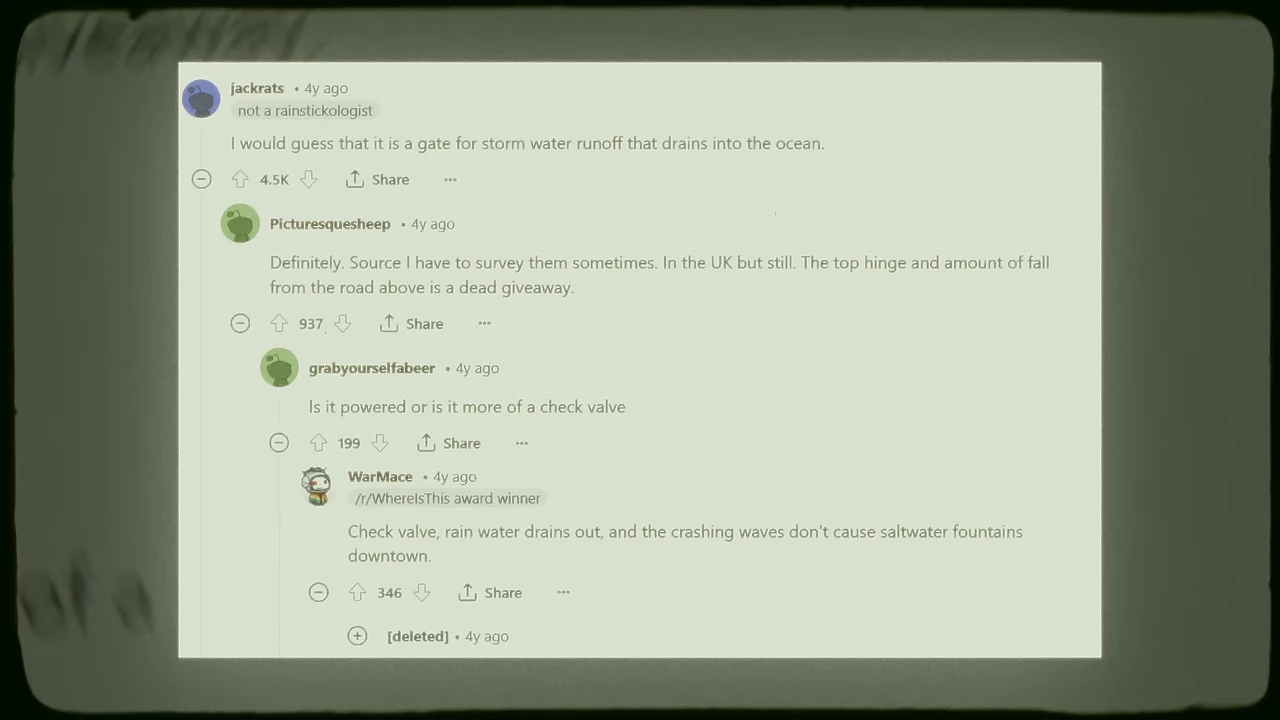 jackrats • 4y ago
not a rainstickologist
I would guess that it is a gate for storm water runoff that drains into the ocean.
4.5K Share ...
Picturesquesheep • 4y ago
Definitely. Source I have to survey them sometimes. In the UK but still. The top hinge and amount of fall
from the road above is a dead giveaway.
937 Share ...
grabyourselfabeer • 4y ago
Is it powered or is it more of a check valve
199 Share ...
WarMace • 4y ago
/r/WhereIsThis award winner
Check valve, rain water drains out, and the crashing waves don't cause saltwater fountains
downtown.
346 Share ...
[deleted] • 4y ago